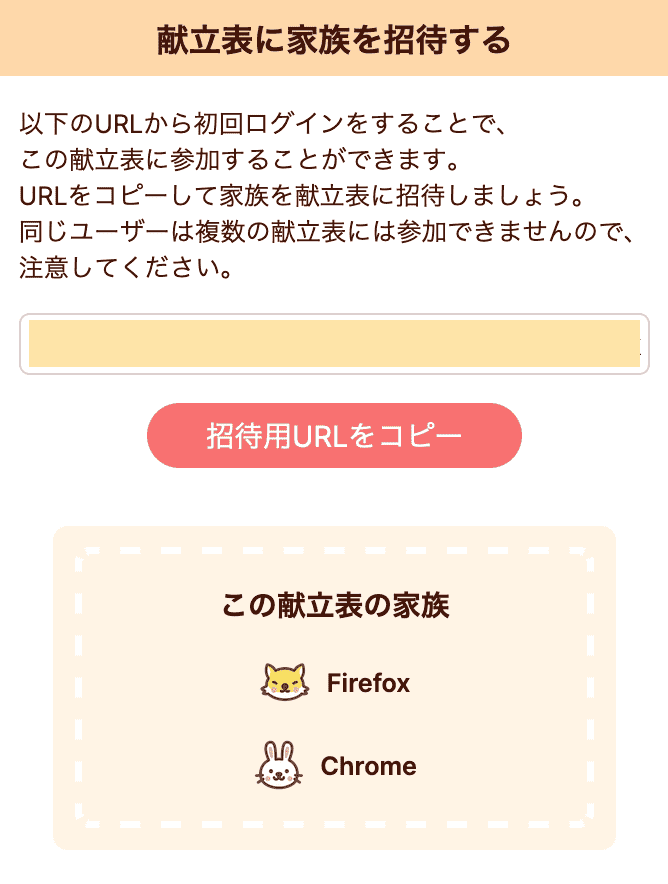 献立表に家族を招待する
以下のURLから初回ログインをすることで、
この献立表に参加することができます。
URLをコピーして家族を献立表に招待しましょう。
同じユーザーは複数の献立表には参加できませんので、
注意してください。
招待用URLをコピー
この献立表の家族
Firefox
Chrome